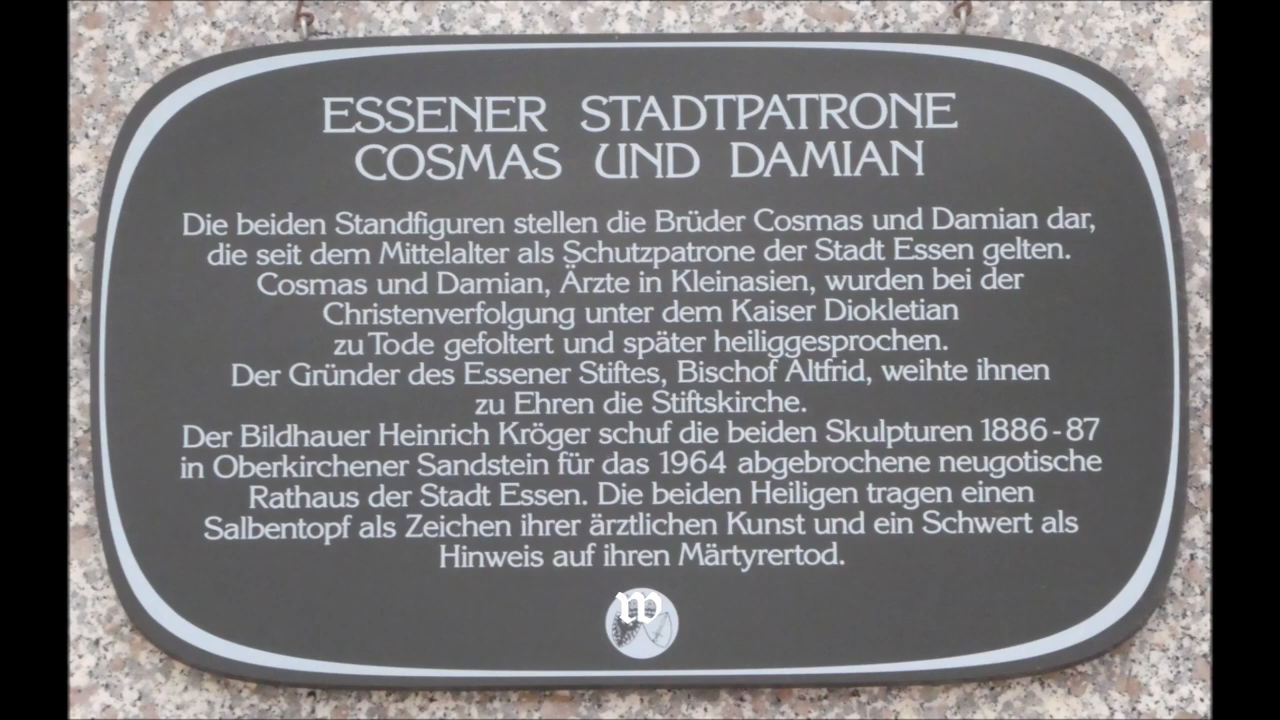 ESSENER STADTPATRONE
COSMAS UND DAMIAN
Die beiden Standfiguren stellen die Brüder Cosmas und Damian dar,
die seit dem Mittelalter als Schutzpatrone der Stadt Essen gelten.
Cosmas und Damian, Ärzte in Kleinasien, wurden bei der
Christenverfolgung unter dem Kaiser Diokletian
zu Tode gefoltert und später heiliggesprochen.
Der Gründer des Essener Stiftes, Bischof Altfrid, weihte ihnen
zu Ehren die Stiftskirche.
Der Bildhauer Heinrich Kröger schuf die beiden Skulpturen 1886-87
in Oberkirchener Sandstein für das 1964 abgebrochene neugotische
Rathaus der Stadt Essen. Die beiden Heiligen tragen einen
Salbentopf als Zeichen ihrer ärztlichen Kunst und ein Schwert als
Hinweis auf ihren Märtyrertod.
𝔴